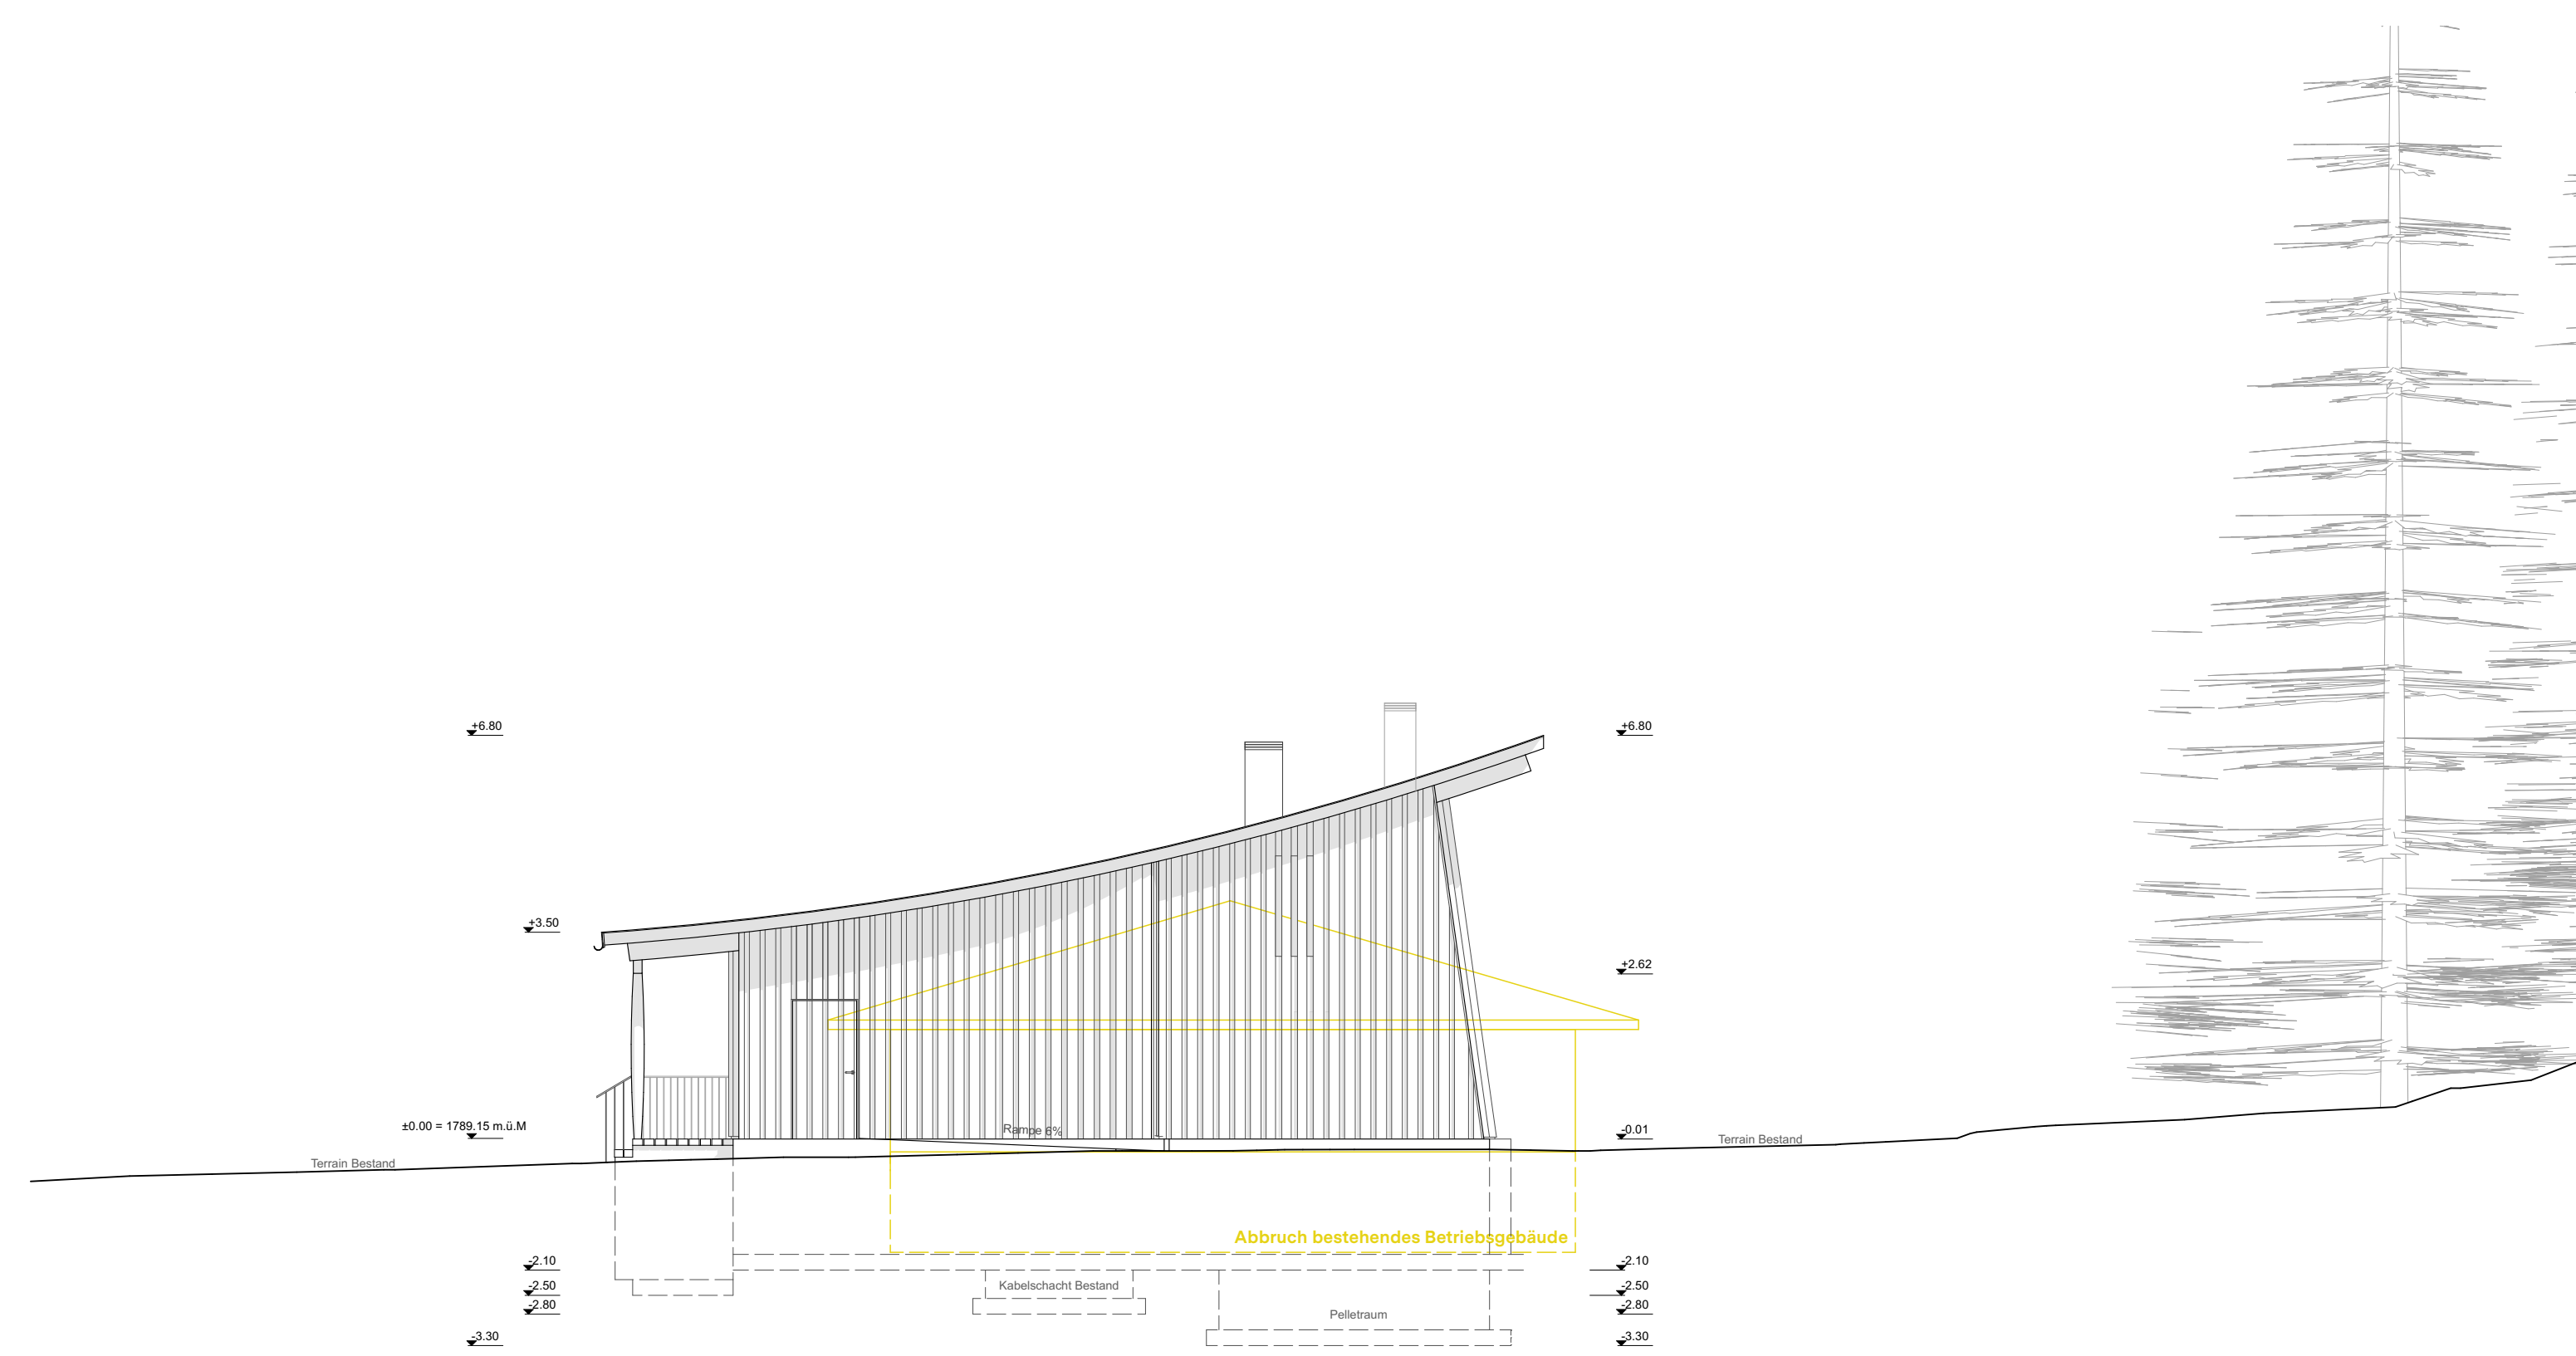 +6.80
+6.80
+3.50
+2.62
±0.00 = 1789.15 m.ü.M
Rampe 6%
-0.01
Terrain Bestand
Terrain Bestand
Abbruch bestehendes Betriebsgebäude
-2.10
-2.10
-2.50
Kabelschacht Bestand
-2.50
-2.80
-2.80
Pelletraum
-3.30
-3.30